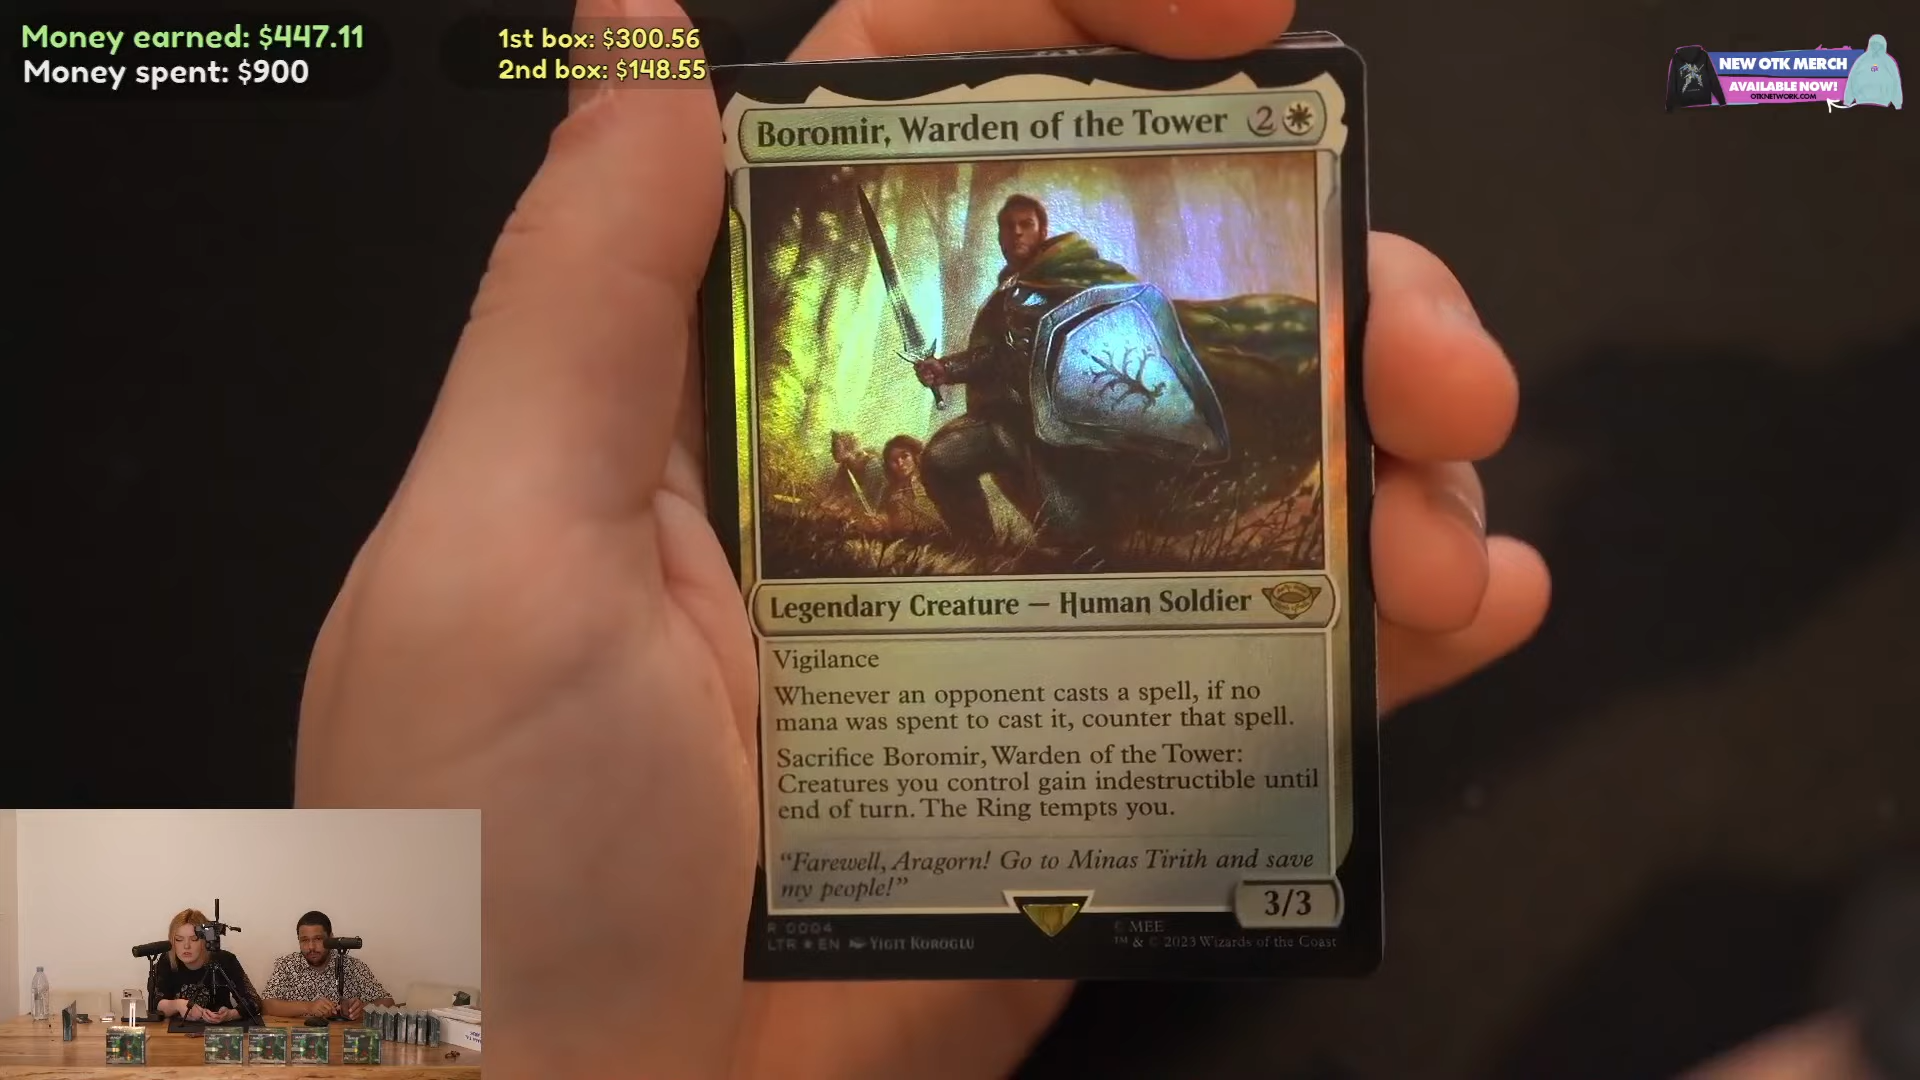 Money earned: $447.11
Money spent: $900
1st box: $300.56
2nd box: $148.55
NEW OTK MERCH
AVAILABLE NOW!
OTKNETWORK.COM
Boromir, Warden of the Tower 2
Legendary Creature — Human Soldier
Vigilance
Whenever an opponent casts a spell, if no
mana was spent to cast it, counter that spell.
Sacrifice Boromir, Warden of the Tower:
Creatures you control gain indestructible until
end of turn. The Ring tempts you.
"Farewell, Aragorn! Go to Minas Tirith and save
my people!"
3/3
R 0004
LTR ★ EN YIGIT KOROGLU
© MEE
™ & © 2023 Wizards of the Coast